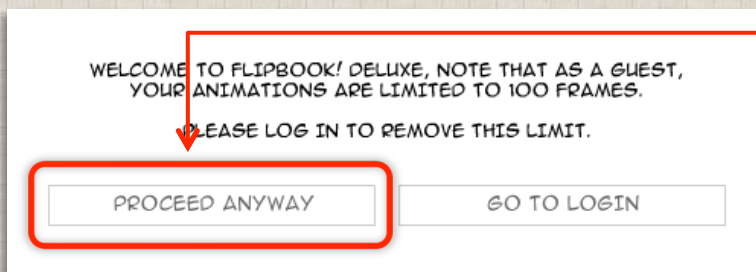 WELCOME TO FLIPBOOK! DELUXE, NOTE THAT AS A GUEST,
YOUR ANIMATIONS ARE LIMITED TO 100 FRAMES.
PLEASE LOG IN TO REMOVE THIS LIMIT.
PROCEED ANYWAY
GO TO LOGIN